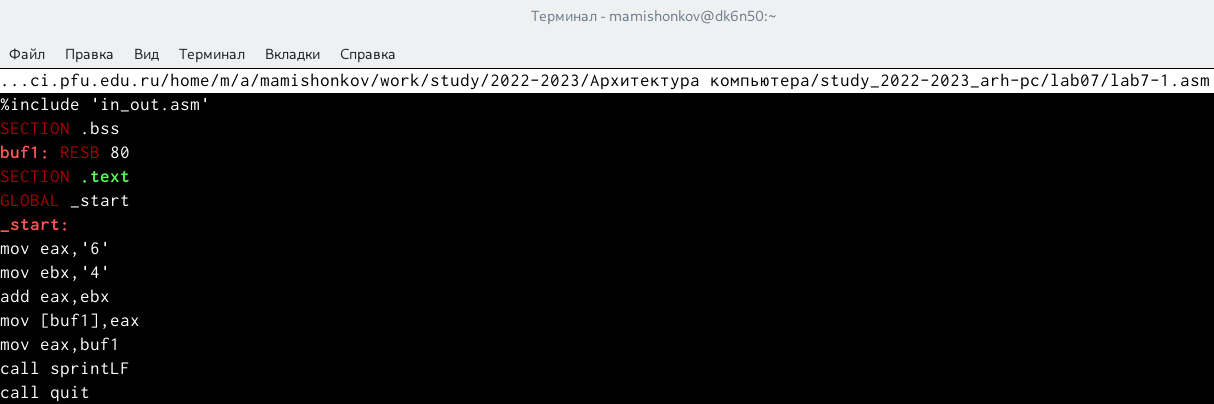 Терминал - mamishonkov@dk6n50:~
Файл Правка Вид Терминал Вкладки Справка
...ci.pfu.edu.ru/home/m/a/mamishonkov/work/study/2022-2023/Архитектура компьютера/study_2022-2023_arh-pc/lab07/lab7-1.asm
%include 'in_out.asm'
SECTION .bss
buf1: RESB 80
SECTION .text
GLOBAL _start
_start:
mov eax,'6'
mov ebx,'4'
add eax,ebx
mov [buf1],eax
mov eax,buf1
call sprintLF
call quit